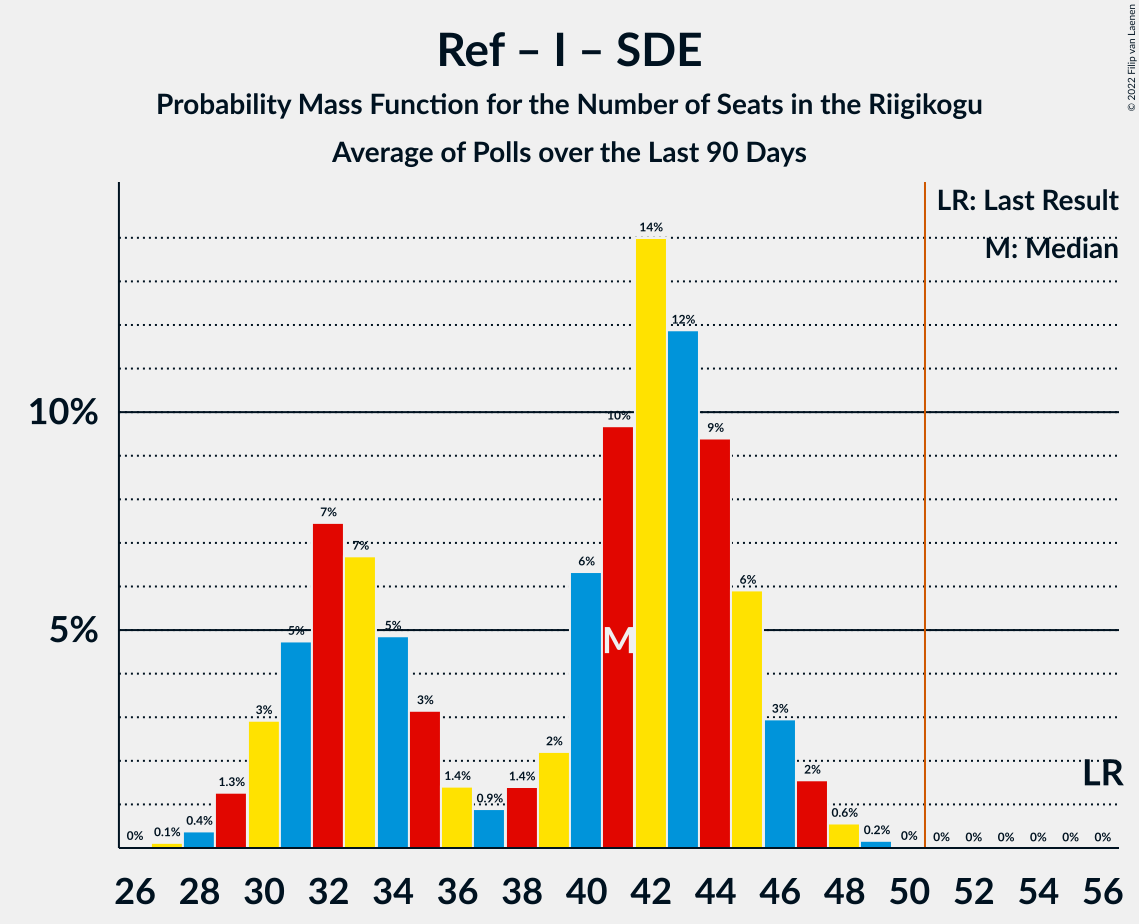 Ref – I – SDE
Probability Mass Function for the Number of Seats in the Riigikogu
Average of Polls over the Last 90 Days
© 2022 Filip van Laenen
LR: Last Result
M: Median
10%
5%
0% 0.1% 0.4% 1.3% 3% 5% 7% 7% 5% 3% 1.4% 0.9% 1.4% 2% 6% 10% 14% 12% 9% 6% 3% 2% 0.6% 0.2% 0% 0% 0% 0% 0% 0% 0%
M
LR
26 28 30 32 34 36 38 40 42 44 46 48 50 52 54 56